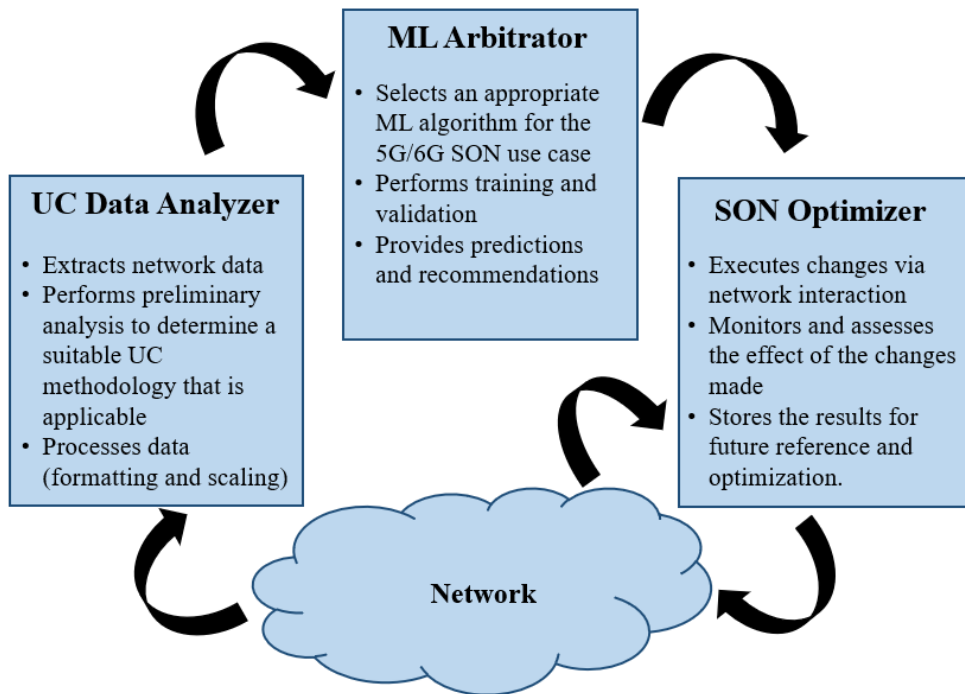 ML Arbitrator
• Selects an appropriate
ML algorithm for the
5G/6G SON use case
• Performs training and
validation
• Provides predictions
and recommendations
UC Data Analyzer
• Extracts network data
• Performs preliminary
analysis to determine a
suitable UC
methodology that is
applicable
• Processes data
(formatting and scaling)
SON Optimizer
• Executes changes via
network interaction
• Monitors and assesses
the effect of the changes
made
• Stores the results for
future reference and
optimization.
Network